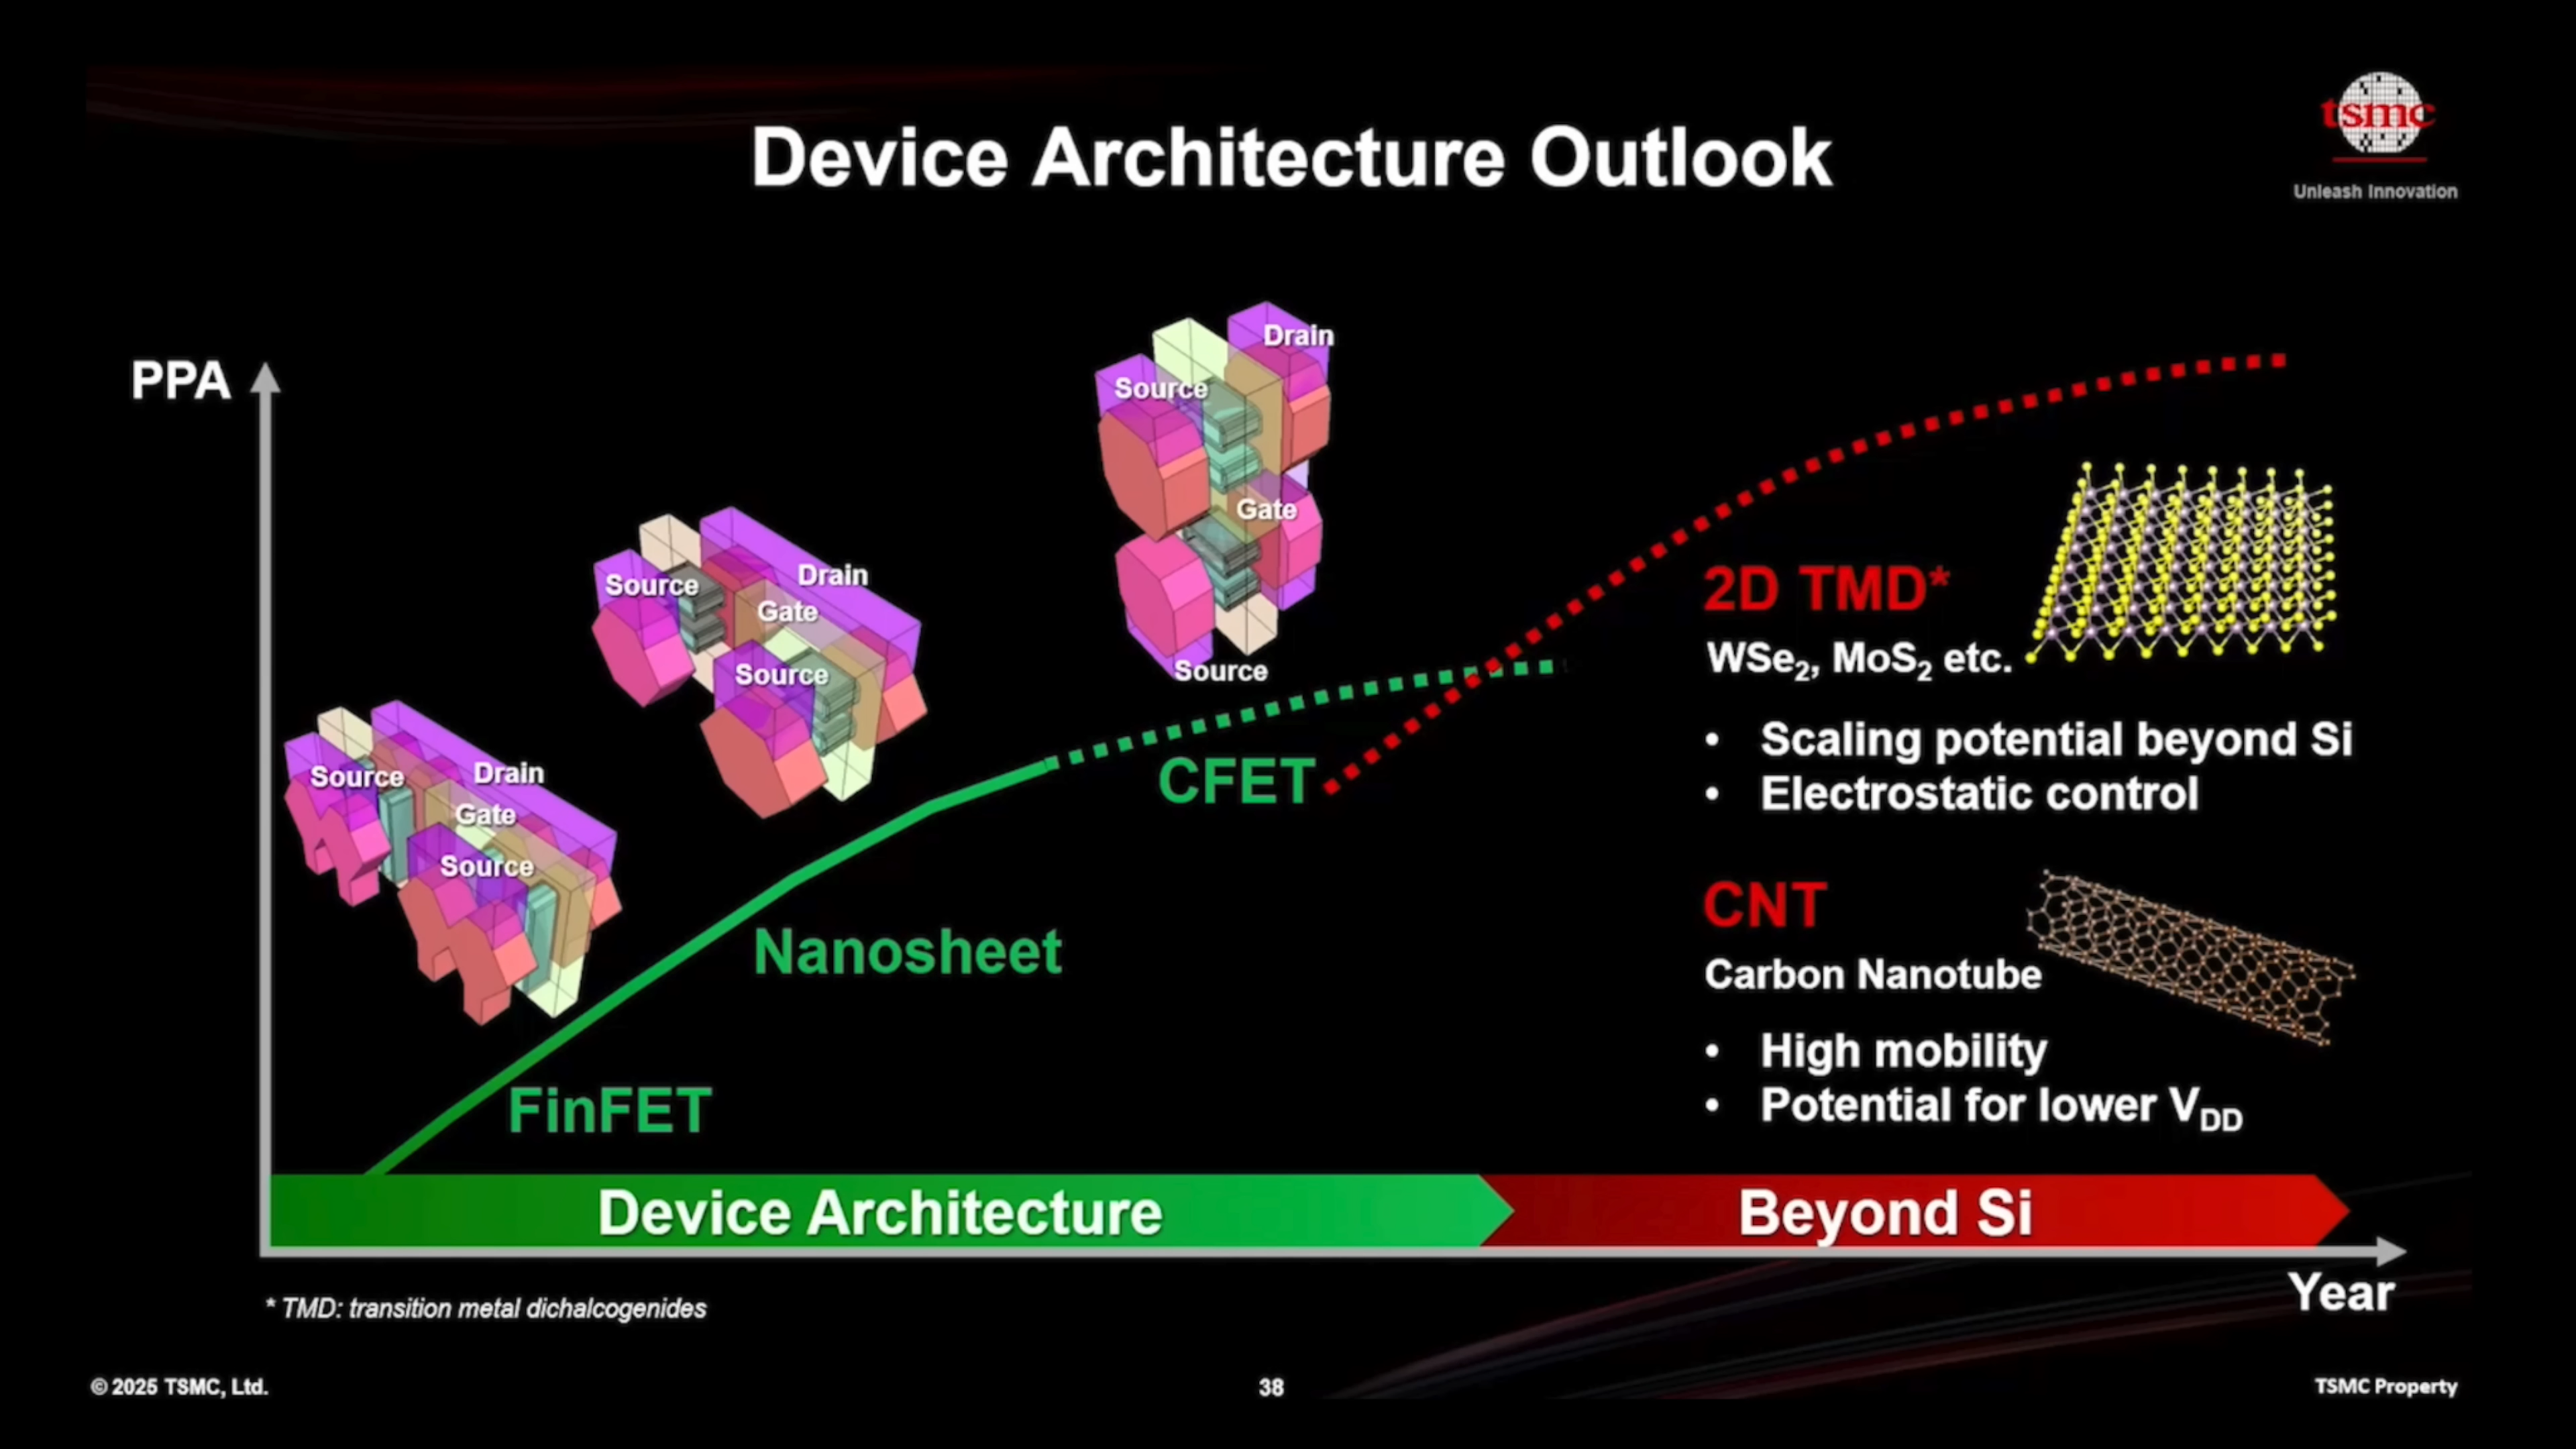 Device Architecture Outlook
tsmc
Unleash Innovation
PPA
Source
Drain
Gate
Source
Source
Drain
Gate
Source
Source
Drain
Gate
Source
FinFET
Nanosheet
CFET
2D TMD*
WSe₂, MoS₂ etc.
• Scaling potential beyond Si
• Electrostatic control
CNT
Carbon Nanotube
• High mobility
• Potential for lower V_DD
Device Architecture
Beyond Si
Year
* TMD: transition metal dichalcogenides
© 2025 TSMC, Ltd.
38
TSMC Property